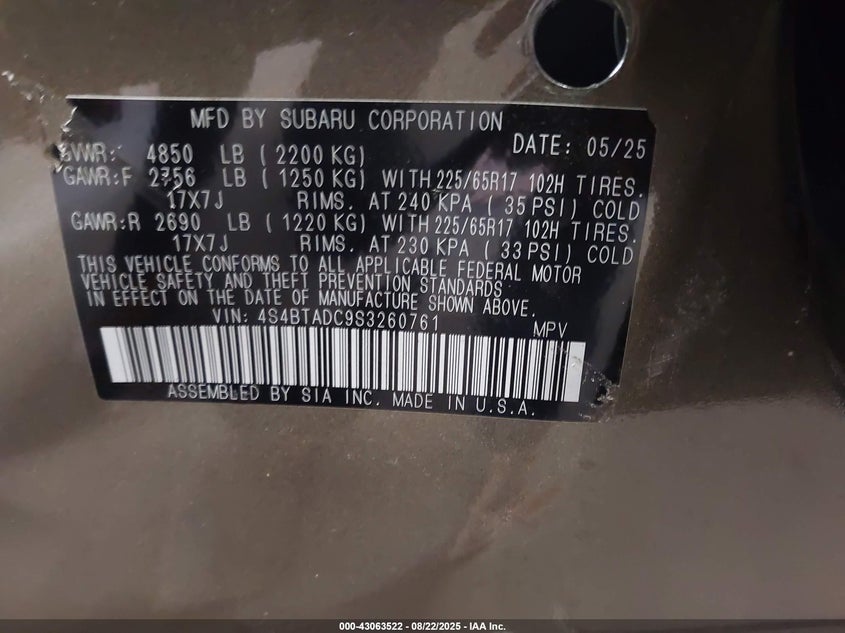 MFD BY SUBARU CORPORATION
DATE: 05/25
GVWR: 4850 LB (2200 KG)
GAWR:F 2756 LB (1250 KG) WITH 225/65R17 102H TIRES.
17X7J RIMS. AT 240 KPA (35 PSI) COLD
GAWR:R 2690 LB (1220 KG) WITH 225/65R17 102H TIRES.
17X7J RIMS. AT 230 KPA (33 PSI) COLD
THIS VEHICLE CONFORMS TO ALL APPLICABLE FEDERAL MOTOR
VEHICLE SAFETY AND THEFT PREVENTION STANDARDS
IN EFFECT ON THE DATE OF MANUFACTURE SHOWN ABOVE.
VIN: 4S4BTADC9S3260761 MPV
ASSEMBLED BY SIA INC. MADE IN U.S.A.
000-43063522 - 08/22/2025 - IAA Inc.